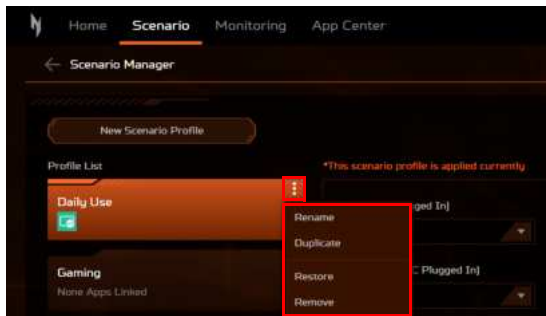 Home Scenario Monitoring App Center
Scenario Manager
New Scenario Profile
Profile List
*This scenario profile is applied currently
Daily Use
Rename
gged In]
Duplicate
Gaming
None Apps Linked
Restore
C Plugged In]
Remove